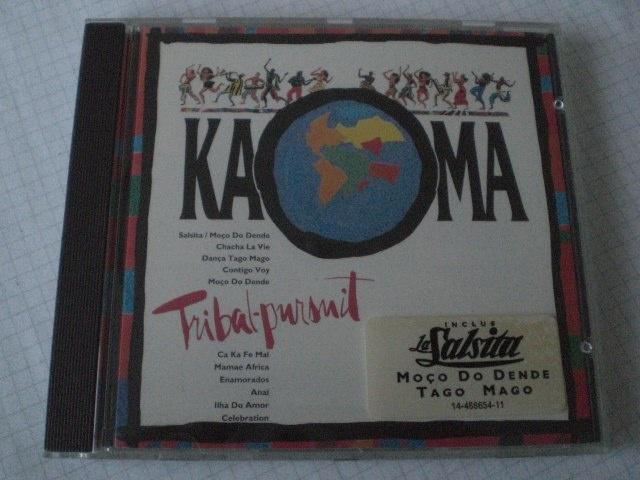 KAOMA
Salsita / Moço Do Dende
Chacha La Vie
Dança Tago Mago
Contigo Voy
Moço Do Dende
Tribal-pursuit
Ca Ka Fe Mal
Mamae Africa
Enamorados
Anaï
Ilha Do Amor
Celebration
INCLUS
La Salsita
MOÇO DO DENDE
TAGO MAGO
14-468654-11